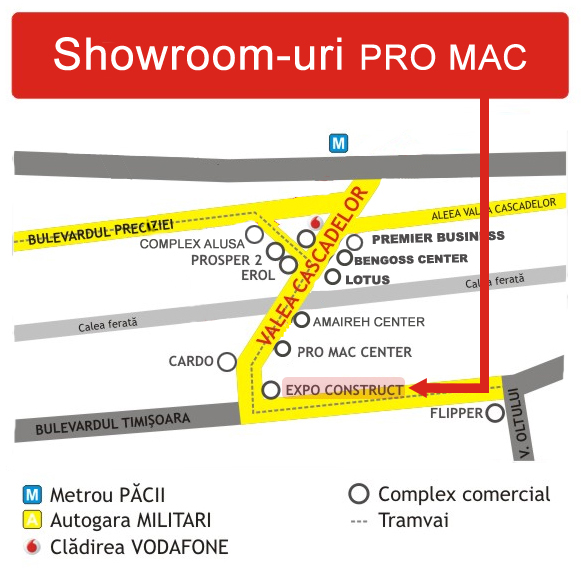 Showroom-uri PRO MAC
M
BULEVARDUL PRECIZIEI
ALEEA VALEA CASCADELOR
VALEA CASCADELOR
COMPLEX ALUSA
PREMIER BUSINESS
PROSPER 2
BENGOSS CENTER
EROL
LOTUS
Calea ferată
Calea ferată
AMAIREH CENTER
PRO MAC CENTER
CARDO
EXPO CONSTRUCT
BULEVARDUL TIMIȘOARA
FLIPPER
V. OLTULUI
M Metrou PĂCII
A Autogara MILITARI
Clădirea VODAFONE
Complex comercial
Tramvai